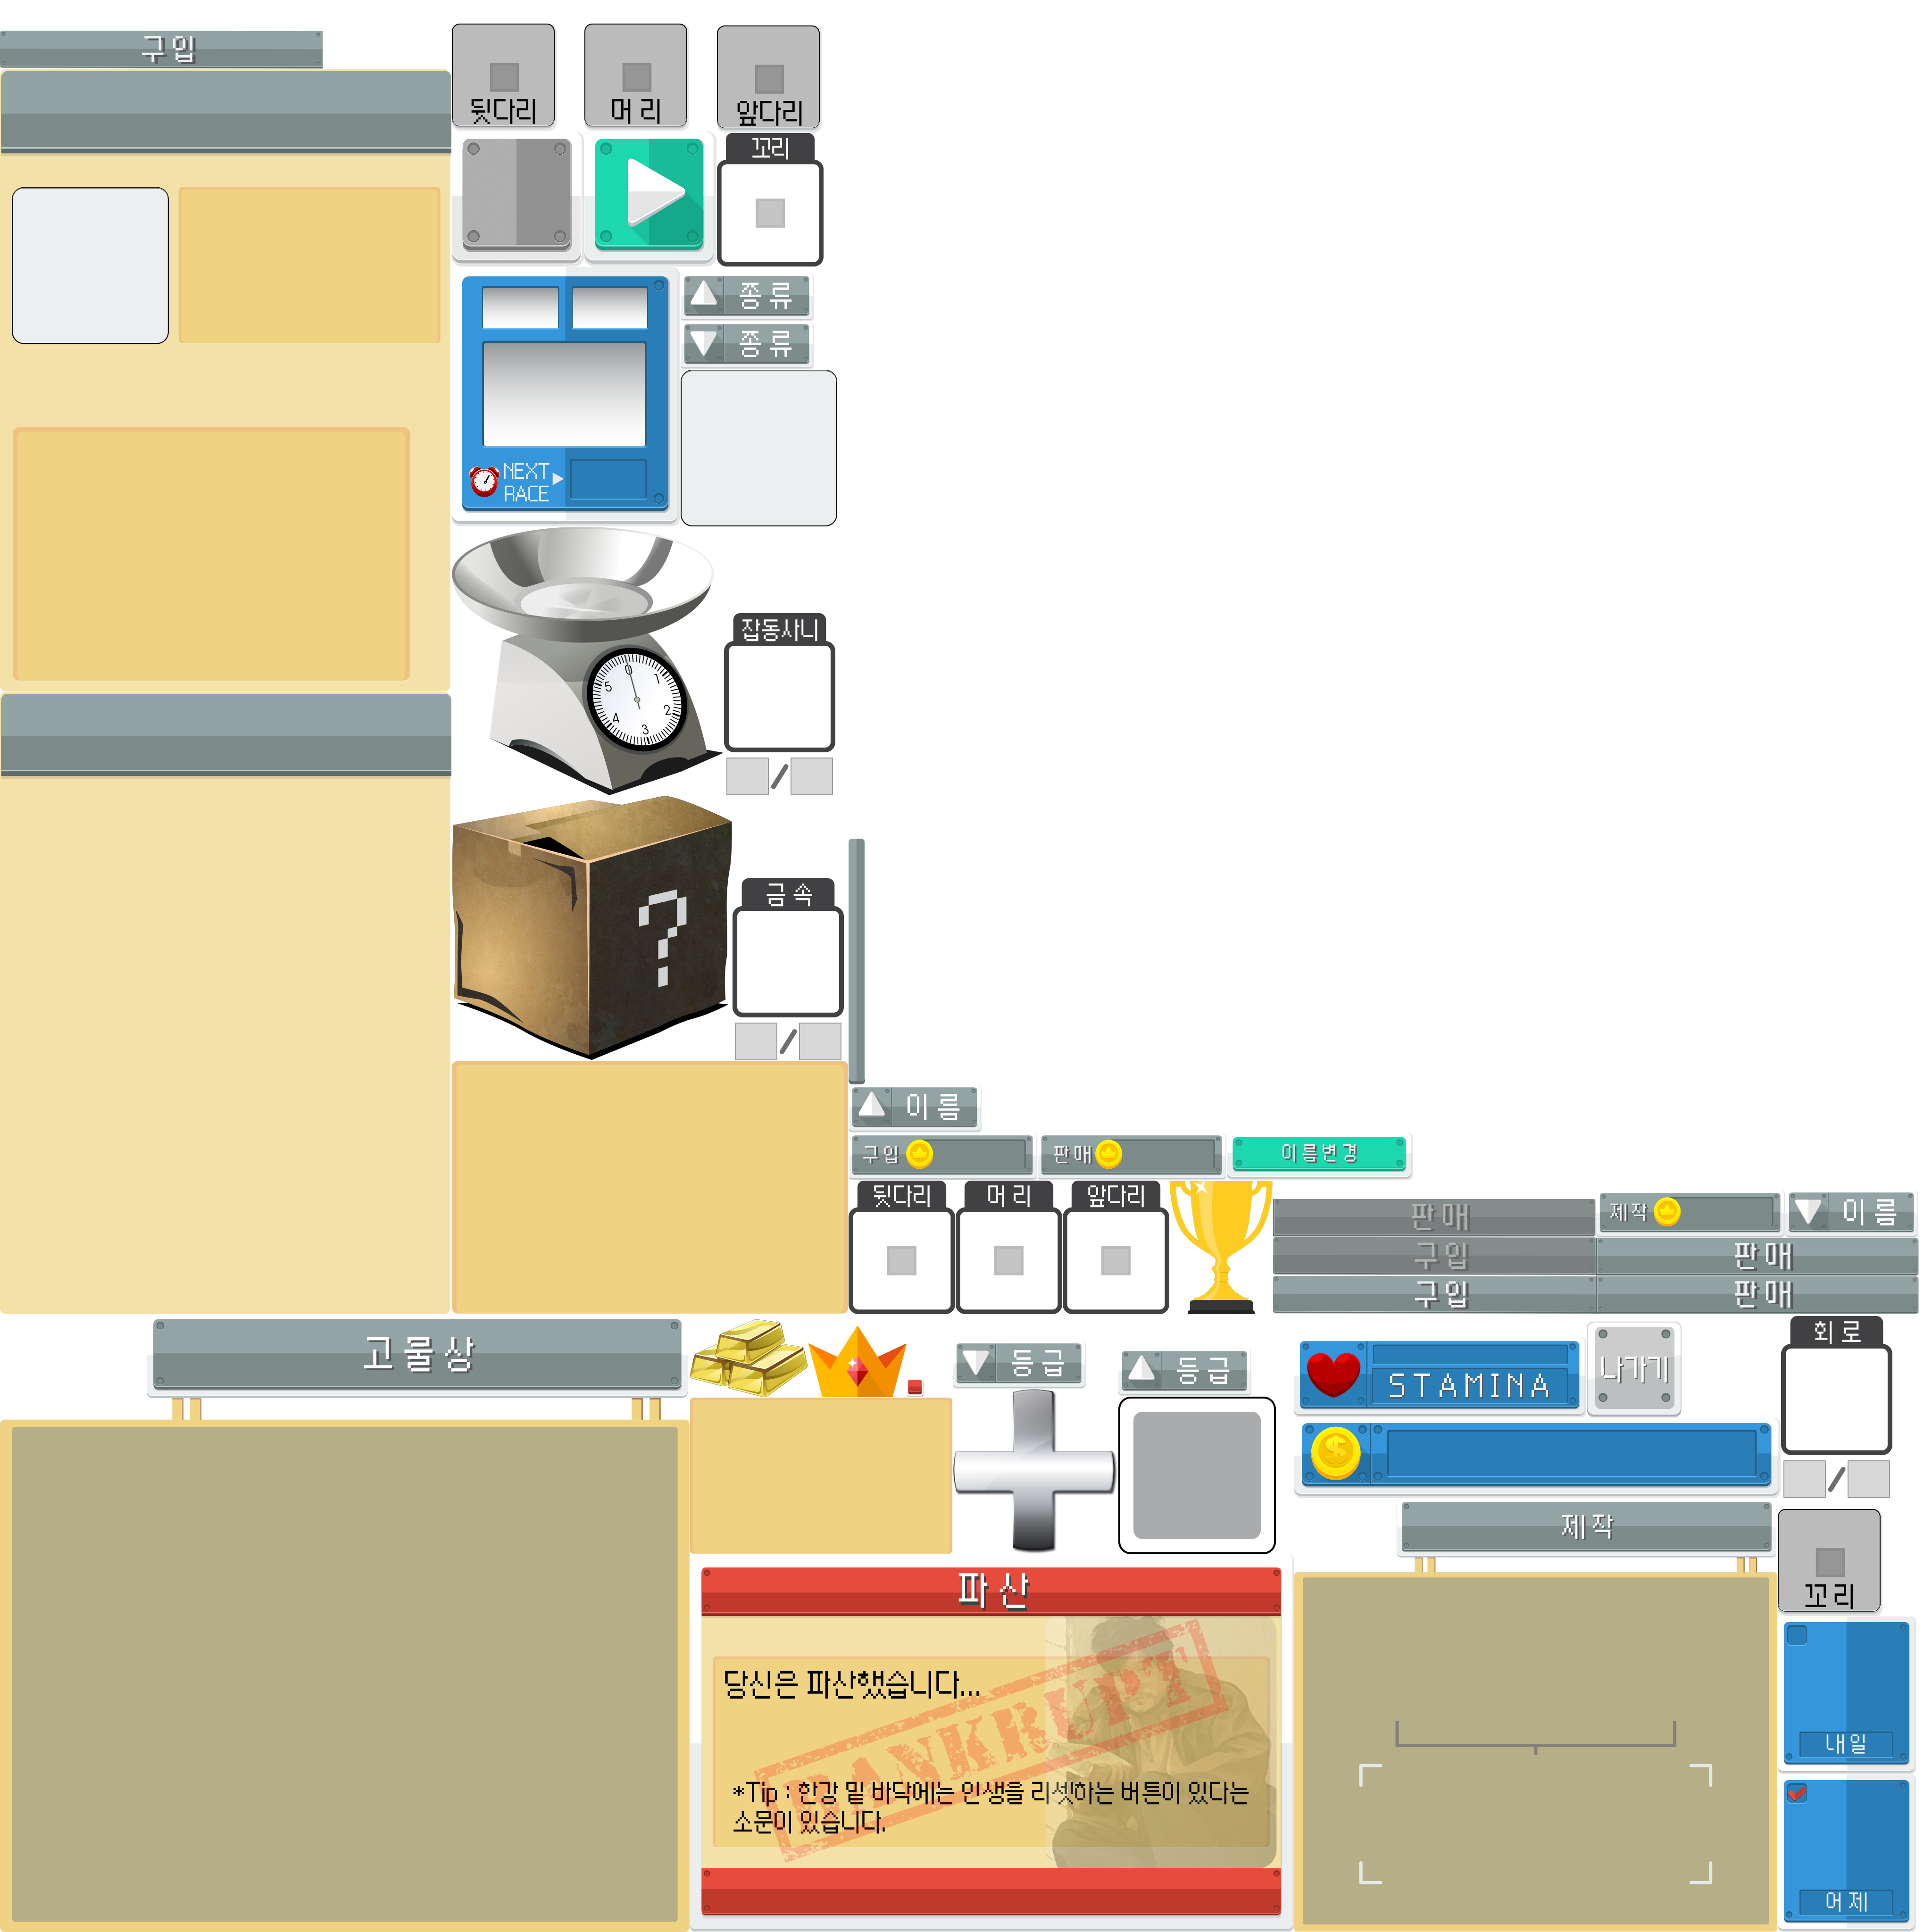 구입
뒷다리
머리
앞다리
꼬리
종류
종류
NEXT
RACE
0
1
2
3
4
5
잡동사니
/
?
금속
/
이름
구입
판매
이름변경
뒷다리
머리
앞다리
판매
제작
이름
구입
판매
구입
판매
고물상
등급
등급
STAMINA
나가기
회로
$
/
제작
꼬리
파산
당신은 파산했습니다...
BANKRUPT
*Tip : 한강 밑 바닥에는 인생을 리셋하는 버튼이 있다는
소문이 있습니다.
내일
어제